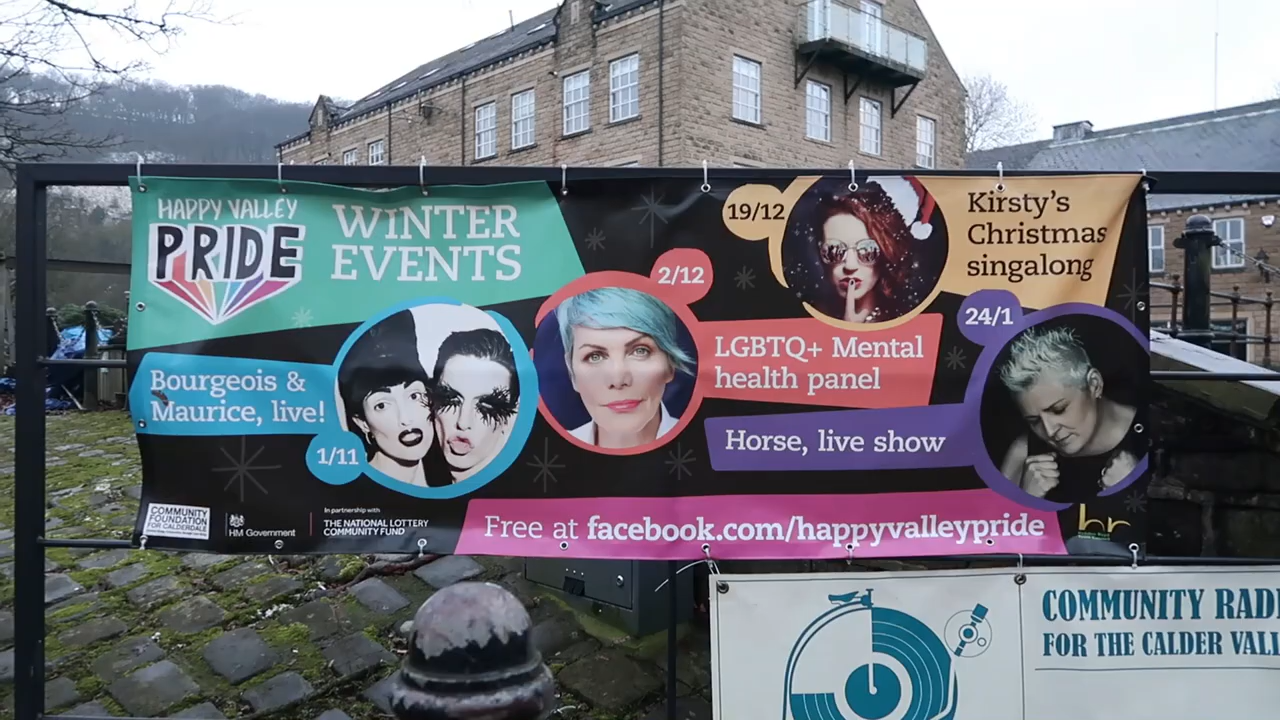 HAPPY VALLEY
PRIDE
WINTER
EVENTS
19/12
Kirsty's
Christmas
singalong
2/12
24/1
LGBTQ+ Mental
health panel
Bourgeois &
Maurice, live!
1/11
Horse, live show
Free at facebook.com/happyvalleypride
COMMUNITY
FOUNDATION
FOR CALDERDALE
HM Government
In partnership with
THE NATIONAL LOTTERY
COMMUNITY FUND
hr
COMMUNITY RADI
FOR THE CALDER VALL